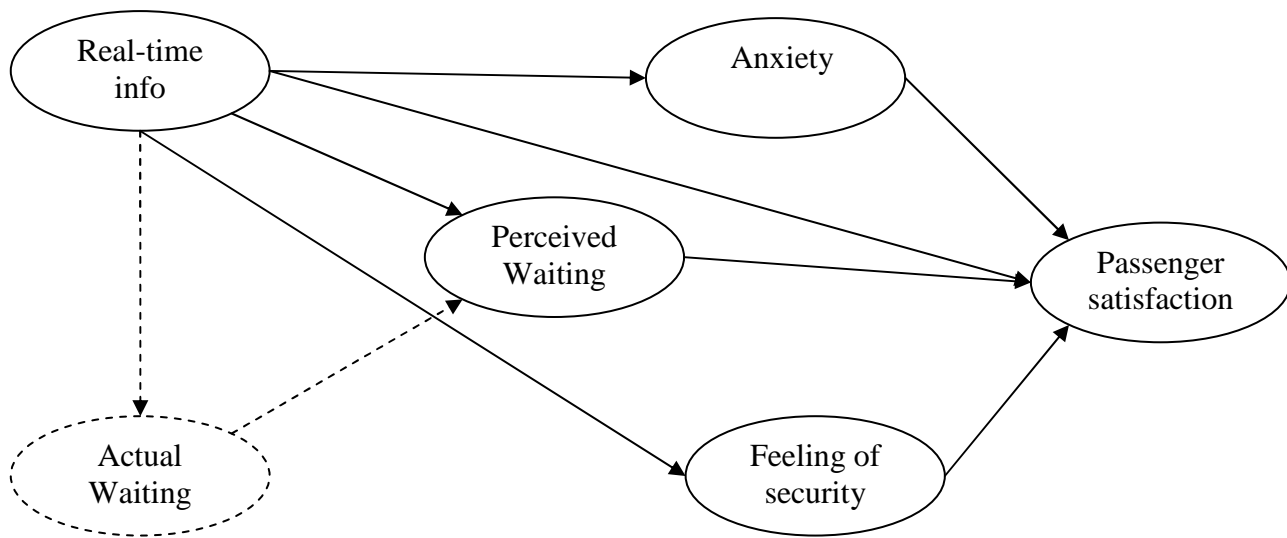 Real-time
info
Anxiety
Perceived
Waiting
Passenger
satisfaction
Actual
Waiting
Feeling of
security